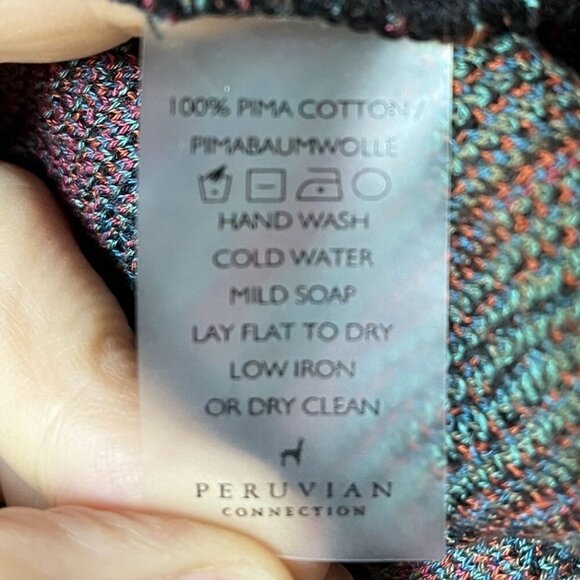 100% PIMA COTTON /
PIMABAUMWOLLE
HAND WASH
COLD WATER
MILD SOAP
LAY FLAT TO DRY
LOW IRON
OR DRY CLEAN
PERUVIAN
CONNECTION